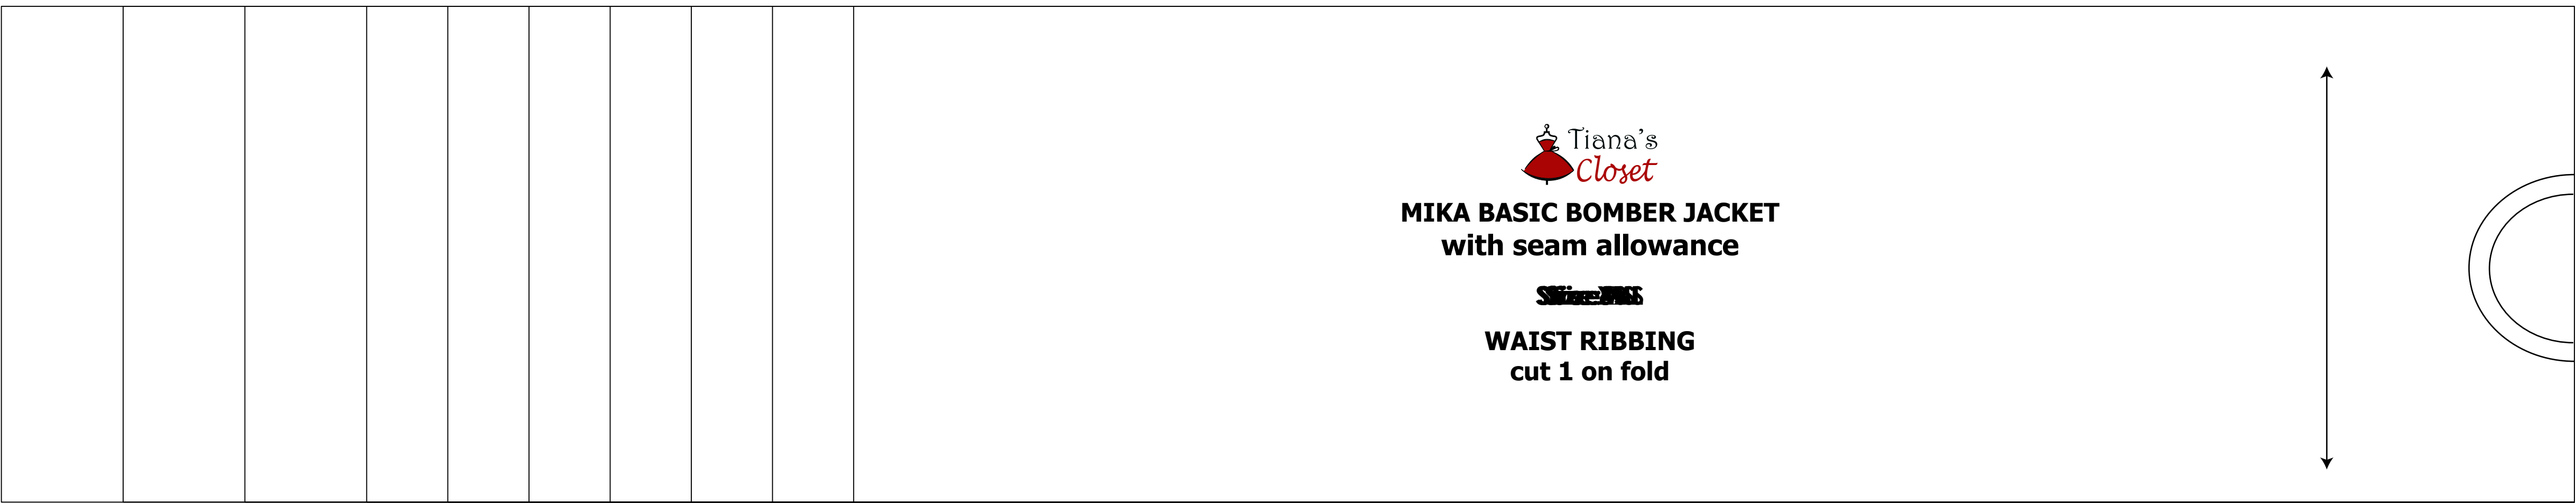 Tiana's
Closet
MIKA BASIC BOMBER JACKET
with seam allowance
WAIST RIBBING
cut 1 on fold